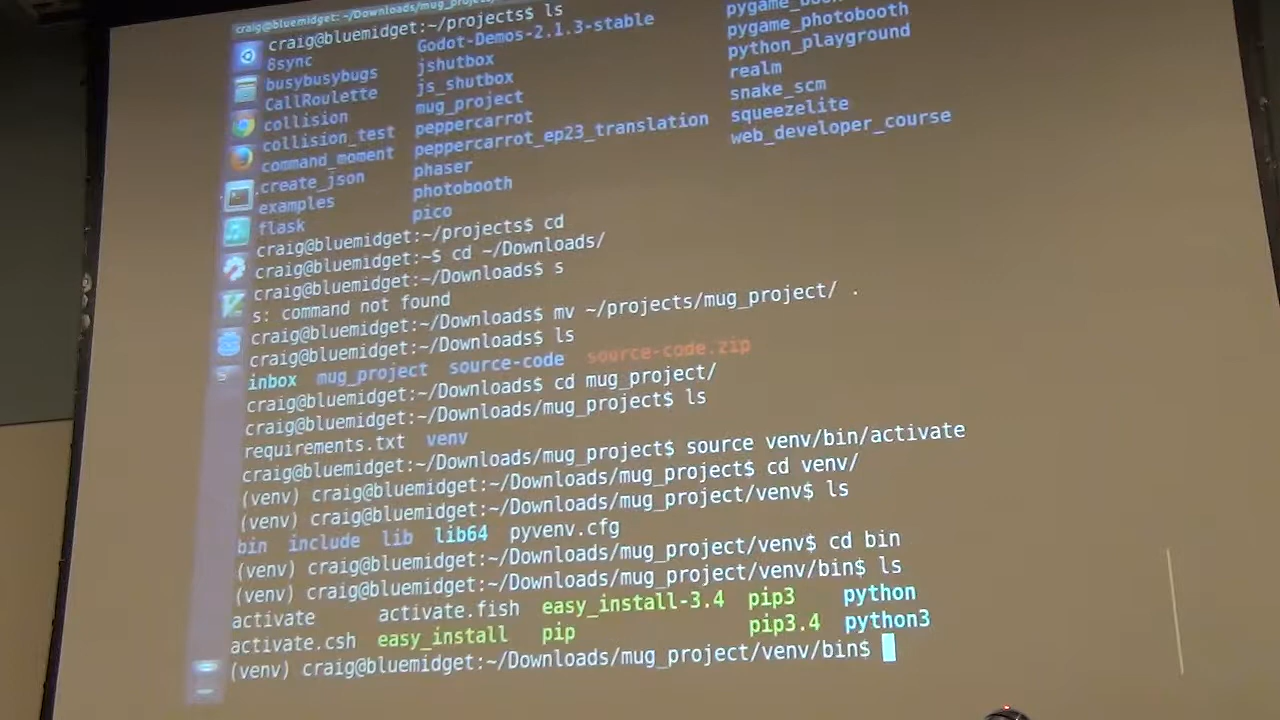 craig@bluemidget: ~/Downloads/mug_project/
craig@bluemidget:~/projects$ ls
8sync Godot-Demos-2.1.3-stable
busybusybugs jshutbox pygame_photobooth
CallRoulette js_shutbox python_playground
collision mug_project realm
collision_test peppercarrot snake_scm
command_moment peppercarrot_ep23_translation squeezelite
create_json phaser web_developer_course
examples photobooth
flask pico
craig@bluemidget:~/projects$ cd
craig@bluemidget:~$ cd ~/Downloads/
craig@bluemidget:~/Downloads$ s
s: command not found
craig@bluemidget:~/Downloads$ mv ~/projects/mug_project/ .
craig@bluemidget:~/Downloads$ ls
inbox mug_project source-code source-code.zip
craig@bluemidget:~/Downloads$ cd mug_project/
craig@bluemidget:~/Downloads/mug_project$ ls
requirements.txt venv
craig@bluemidget:~/Downloads/mug_project$ source venv/bin/activate
(venv) craig@bluemidget:~/Downloads/mug_project$ cd venv/
(venv) craig@bluemidget:~/Downloads/mug_project/venv$ ls
bin include lib lib64 pyvenv.cfg
(venv) craig@bluemidget:~/Downloads/mug_project/venv$ cd bin
(venv) craig@bluemidget:~/Downloads/mug_project/venv/bin$ ls
activate activate.fish easy_install-3.4 pip3 python
activate.csh easy_install pip pip3.4 python3
(venv) craig@bluemidget:~/Downloads/mug_project/venv/bin$